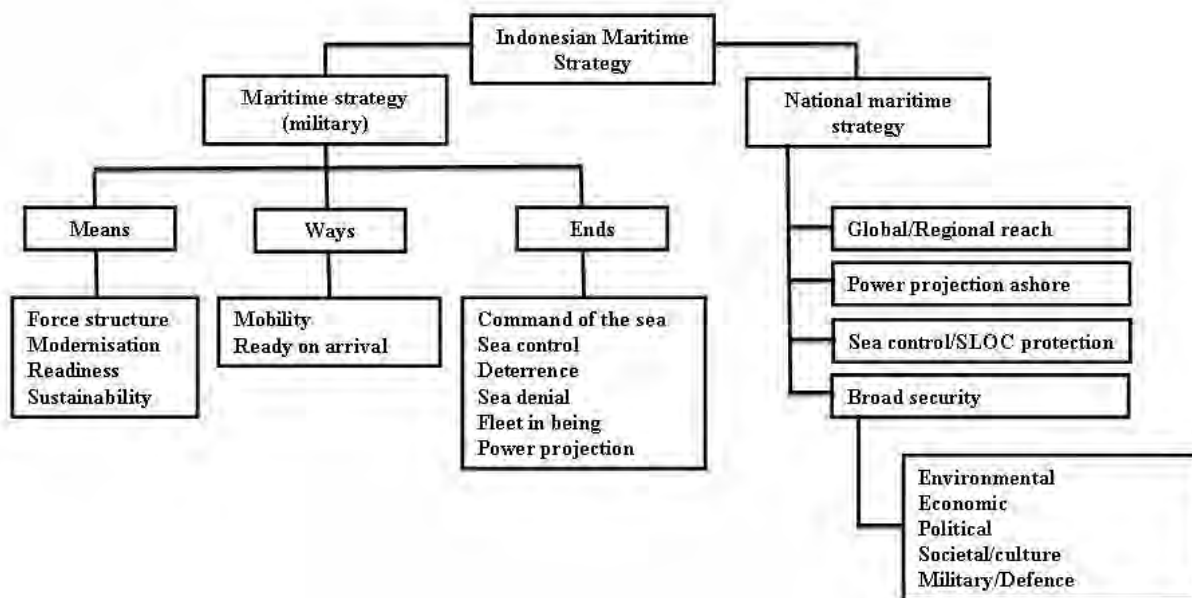 Indonesian Maritime
Strategy
Maritime strategy
(military)
National maritime
strategy
Means
Ways
Ends
Force structure
Modernisation
Readiness
Sustainability
Mobility
Ready on arrival
Command of the sea
Sea control
Deterrence
Sea denial
Fleet in being
Power projection
Global/Regional reach
Power projection ashore
Sea control/SLOC protection
Broad security
Environmental
Economic
Political
Societal/culture
Military/Defence